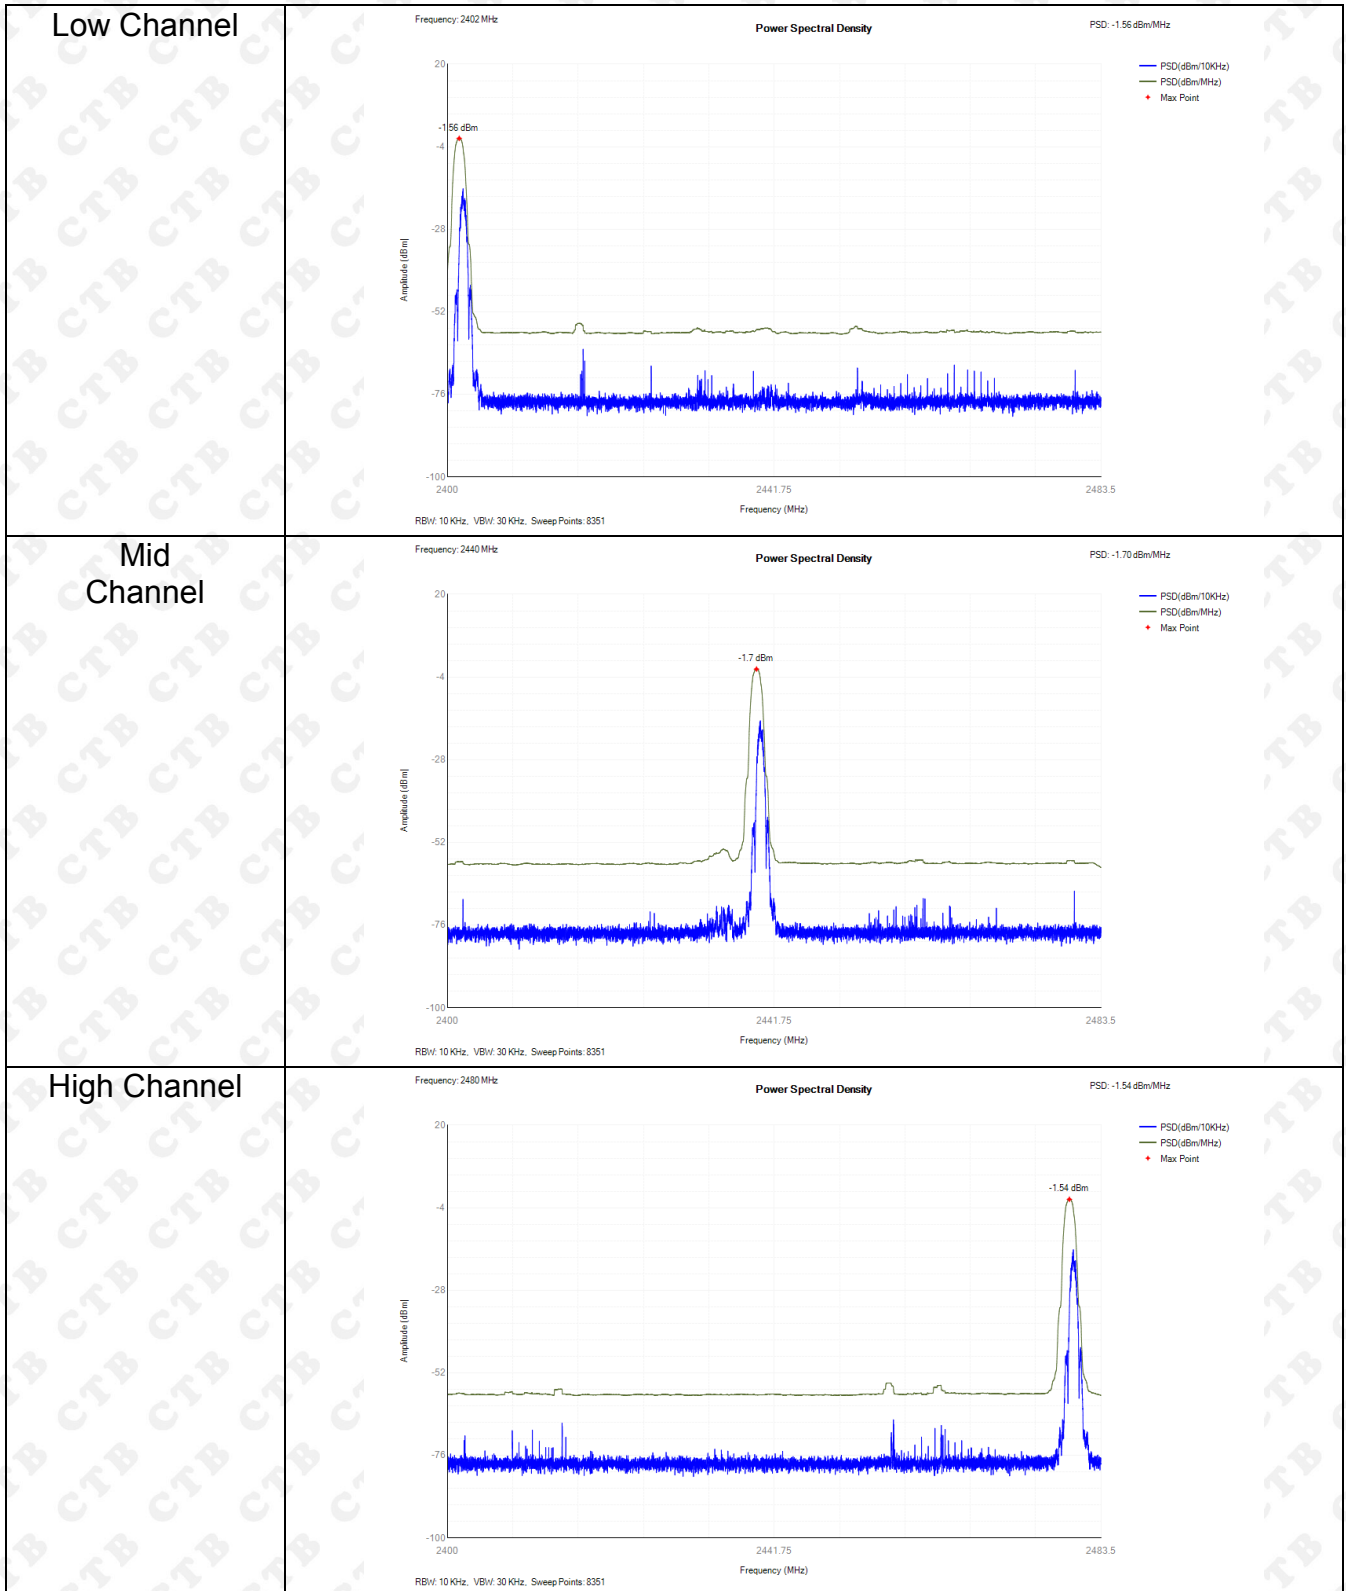 Low Channel
Frequency: 2402 MHz
Power Spectral Density
PSD: -1.56 dBm/MHz
PSD(dBm/10KHz)
PSD(dBm/MHz)
Max Point
-1.56 dBm
20
-4
-28
-52
-76
-100
Amplitude (dBm)
2400
2441.75
2483.5
Frequency (MHz)
RBW: 10 KHz, VBW: 30 KHz, Sweep Points: 8351
Mid
Channel
Frequency: 2440 MHz
Power Spectral Density
PSD: -1.70 dBm/MHz
PSD(dBm/10KHz)
PSD(dBm/MHz)
Max Point
-1.7 dBm
20
-4
-28
-52
-76
-100
Amplitude (dBm)
2400
2441.75
2483.5
Frequency (MHz)
RBW: 10 KHz, VBW: 30 KHz, Sweep Points: 8351
High Channel
Frequency: 2480 MHz
Power Spectral Density
PSD: -1.54 dBm/MHz
PSD(dBm/10KHz)
PSD(dBm/MHz)
Max Point
-1.54 dBm
20
-4
-28
-52
-76
-100
Amplitude (dBm)
2400
2441.75
2483.5
Frequency (MHz)
RBW: 10 KHz, VBW: 30 KHz, Sweep Points: 8351
CTB